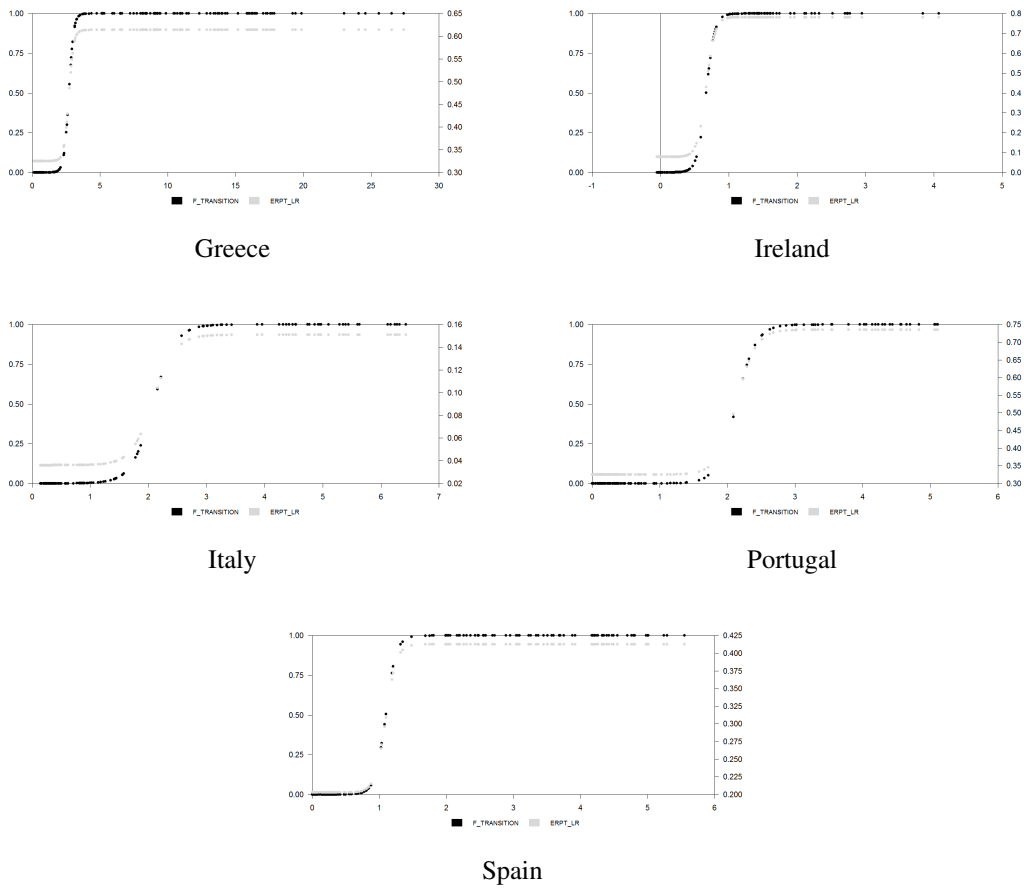 1.00 0.65 1.00 0.8
0.60 0.7
0.75 0.55 0.75 0.6
0.50 0.5
0.50 0.45 0.50 0.4
0.40 0.3
0.25 0.25 0.2
0.35 0.1
0.00 0.30 0.00 0.0
0 5 10 15 20 25 30 -1 0 1 2 3 4 5
F_TRANSITION ERPT_LR F_TRANSITION ERPT_LR
Greece Ireland
1.00 0.16 1.00 0.75
0.14 0.70
0.75 0.12 0.75 0.65
0.60
0.50 0.10 0.50 0.55
0.08 0.50
0.25 0.06 0.25 0.45
0.40
0.04 0.35
0.00 0.02 0.00 0.30
0 1 2 3 4 5 6 7 0 1 2 3 4 5 6
F_TRANSITION ERPT_LR F_TRANSITION ERPT_LR
Italy Portugal
1.00 0.425
0.400
0.75 0.375
0.350
0.325
0.50 0.300
0.275
0.25 0.250
0.225
0.00 0.200
0 1 2 3 4 5 6
F_TRANSITION ERPT_LR
Spain